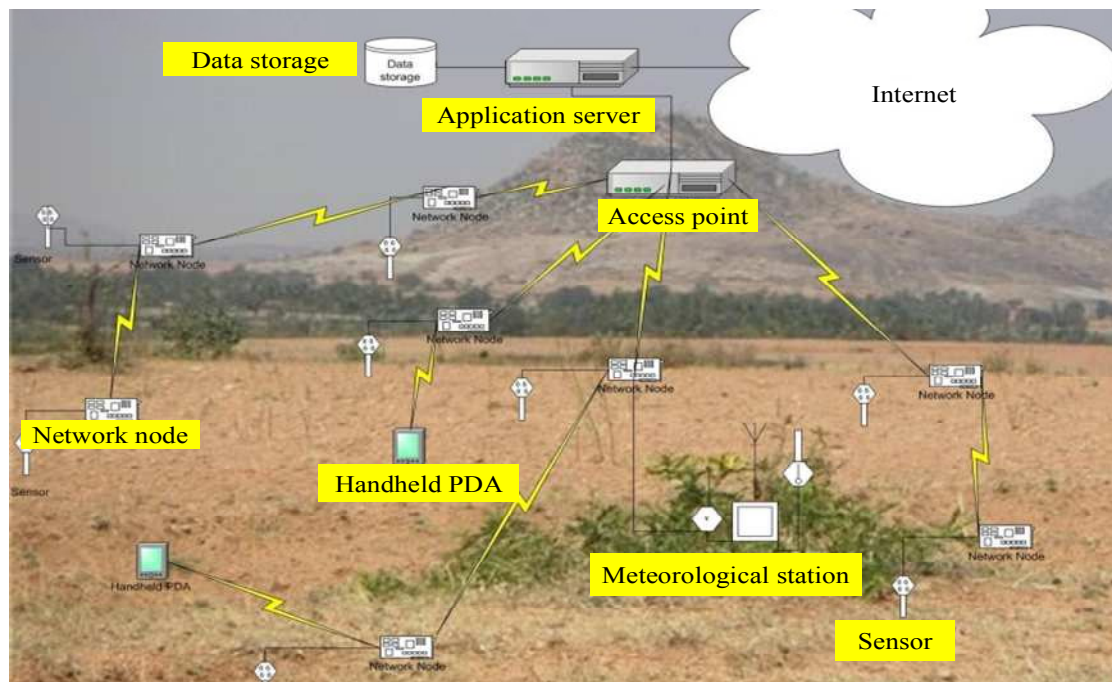 Data storage
Data
storage
Internet
Application server
Access point
Network Node
Sensor
Network Node
Network Node
Network Node
Network Node
Network node
Sensor
Handheld PDA
Network Node
Meteorological station
Handheld PDA
Sensor
Network Node